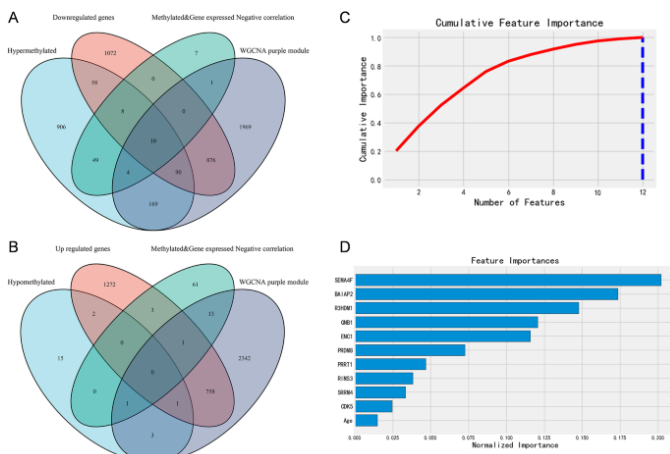 A
Downregulated genes
Methylated&Gene expressed Negative correlation
Hypermethylated
WGCNA purple module
1072
7
91
0
1
906
8
0
1969
10
49
4
90
876
169
B
Up regulated genes
Methylated&Gene expressed Negative correlation
Hypomethylated
WGCNA purple module
1272
61
2
3
13
15
0
1
2342
0
0
1
1
758
3
C
Cumulative Feature Importance
Cumulative Importance
1.0
0.8
0.6
0.4
0.2
0.0
2
4
6
8
10
12
Number of Features
D
Feature Importances
SEMA4F
BAIAP2
R3HDM1
GNB1
ENO1
PRDM8
PRRT1
RIMS3
CDK5
Age
0.000
0.025
0.050
0.075
0.100
0.125
0.150
0.175
0.200
Normalized Importance